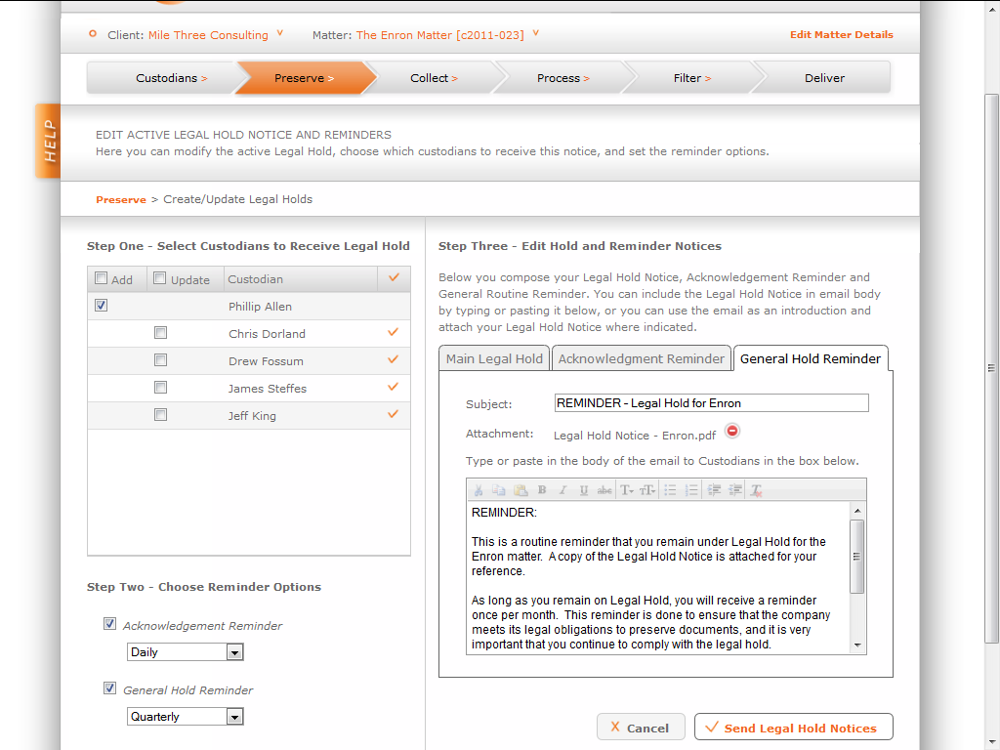 Client: Mile Three Consulting v Matter: The Enron Matter [c2011-023] v Edit Matter Details
Custodians > Preserve > Collect > Process > Filter > Deliver
HELP
EDIT ACTIVE LEGAL HOLD NOTICE AND REMINDERS
Here you can modify the active Legal Hold, choose which custodians to receive this notice, and set the reminder options.
Preserve > Create/Update Legal Holds
Step One - Select Custodians to Receive Legal Hold
Add Update Custodian
Phillip Allen
Chris Dorland
Drew Fossum
James Steffes
Jeff King
Step Two - Choose Reminder Options
Acknowledgement Reminder
Daily
General Hold Reminder
Quarterly
Step Three - Edit Hold and Reminder Notices
Below you compose your Legal Hold Notice, Acknowledgement Reminder and
General Routine Reminder. You can include the Legal Hold Notice in email body
by typing or pasting it below, or you can use the email as an introduction and
attach your Legal Hold Notice where indicated.
Main Legal Hold Acknowledgment Reminder General Hold Reminder
Subject: REMINDER - Legal Hold for Enron
Attachment: Legal Hold Notice - Enron.pdf
Type or paste in the body of the email to Custodians in the box below.
B I U abc T TT T
REMINDER:
This is a routine reminder that you remain under Legal Hold for the
Enron matter. A copy of the Legal Hold Notice is attached for your
reference.
As long as you remain on Legal Hold, you will receive a reminder
once per month. This reminder is done to ensure that the company
meets its legal obligations to preserve documents, and it is very
important that you continue to comply with the legal hold.
X Cancel Send Legal Hold Notices